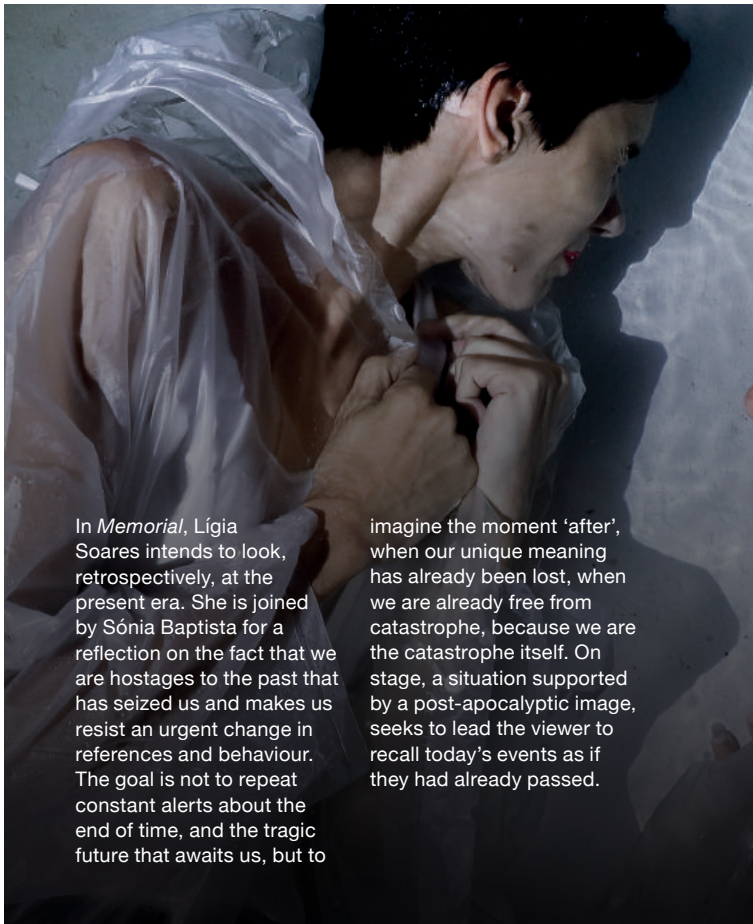 In Memorial, Lígia
Soares intends to look,
retrospectively, at the
present era. She is joined
by Sónia Baptista for a
reflection on the fact that we
are hostages to the past that
has seized us and makes us
resist an urgent change in
references and behaviour.
The goal is not to repeat
constant alerts about the
end of time, and the tragic
future that awaits us, but to
imagine the moment ‘after’,
when our unique meaning
has already been lost, when
we are already free from
catastrophe, because we are
the catastrophe itself. On
stage, a situation supported
by a post-apocalyptic image,
seeks to lead the viewer to
recall today’s events as if
they had already passed.